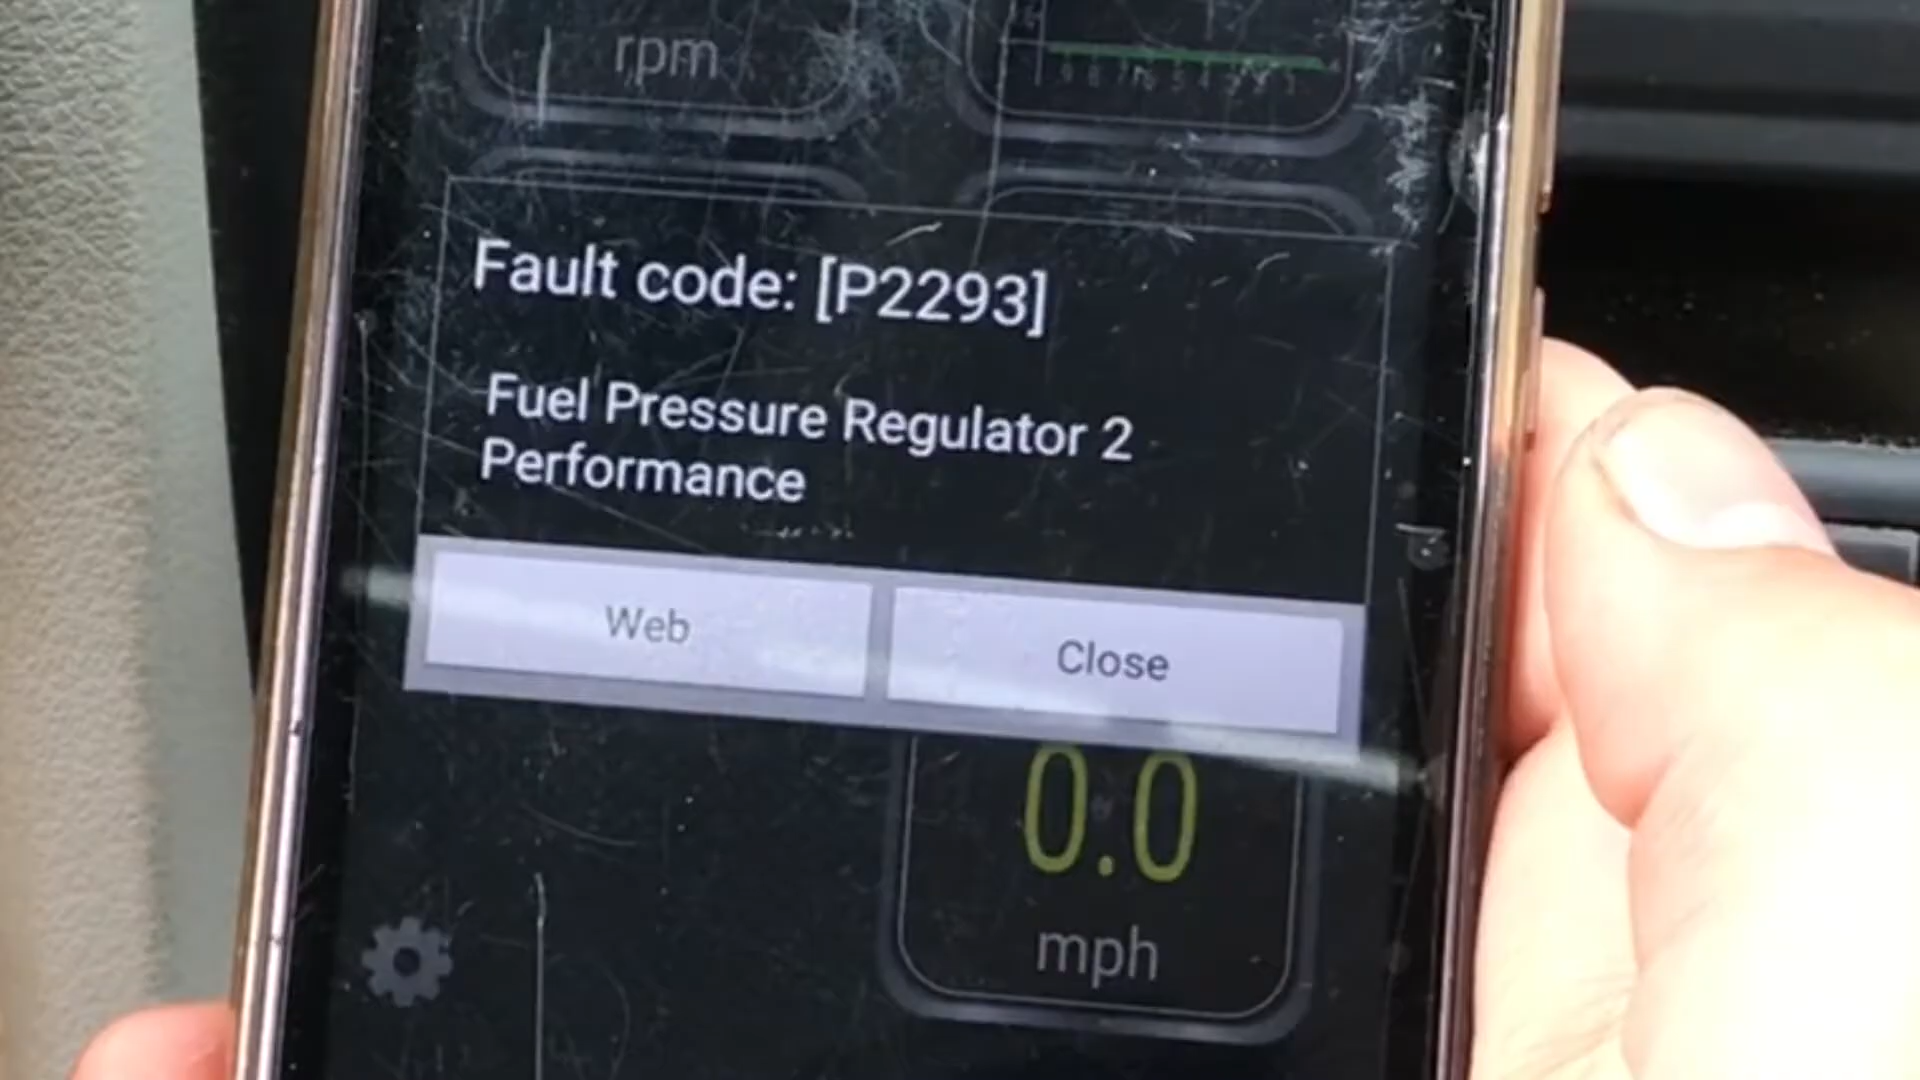 rpm
Fault code: [P2293]
Fuel Pressure Regulator 2
Performance
Web
Close
0.0
mph